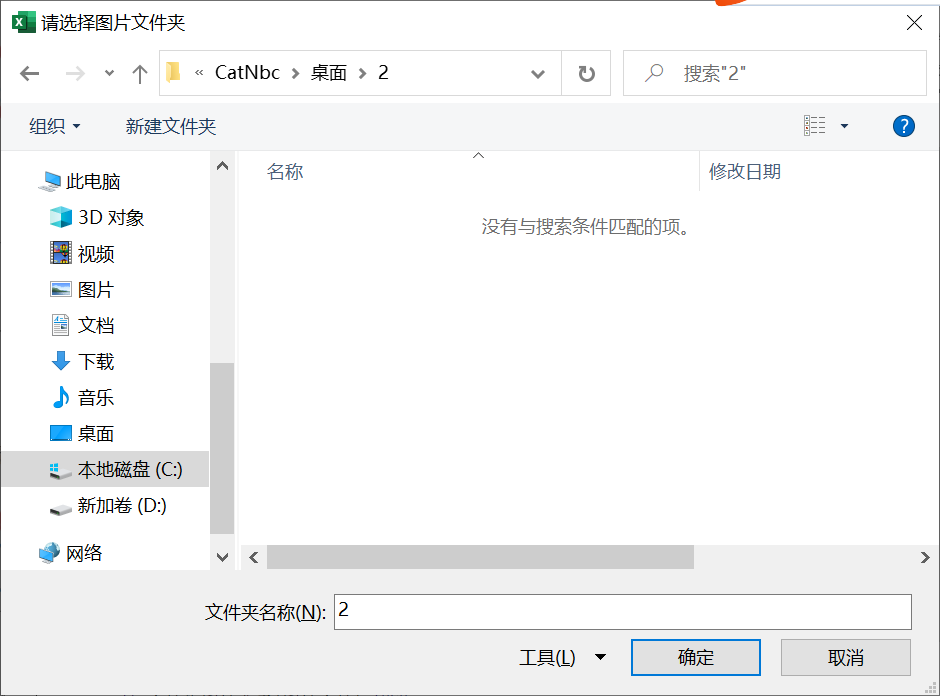 请选择图片文件夹
« CatNbc › 桌面 › 2
搜索"2"
组织
新建文件夹
?
此电脑
3D 对象
视频
图片
文档
下载
音乐
桌面
本地磁盘 (C:)
新加卷 (D:)
网络
名称
修改日期
没有与搜索条件匹配的项。
文件夹名称(N):
2
工具(L)
确定
取消